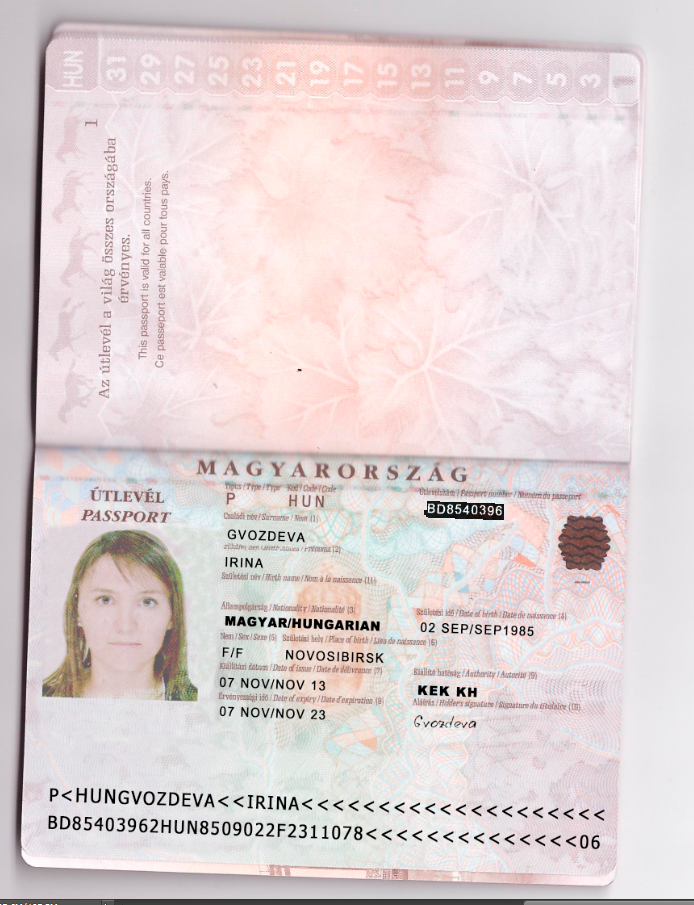 HUN 31 29 27 25 23 21 19 17 15 13 11 9 7 5 3 1
1
Az útlevél a világ összes országába
érvényes.
This passport is valid for all countries.
Ce passeport est valable pour tous pays.
MAGYARORSZÁG
ÚTLEVÉL
PASSPORT
Típus / Type / Type Kód / Code / Code
P HUN
Útlevélszám / Passport number / Numéro du passeport
BD8540396
Családi név / Surname / Nom (1)
GVOZDEVA
IRINA
Születési név / Birth name / Nom à la naissance (11)
Állampolgárság / Nationality / Nationalité (3)
MAGYAR/HUNGARIAN
Születési idő / Date of birth / Date de naissance (4)
02 SEP/SEP1985
Nem / Sex / Sexe (5) Születési hely / Place of birth / Lieu de naissance (6)
F/F NOVOSIBIRSK
Kiállítási dátum / Date of issue / Date de délivrance (7)
07 NOV/NOV 13
Kiállító hatóság / Authority / Autorité (9)
KEK KH
Érvényességi idő / Date of expiry / Date d'expiration (8)
07 NOV/NOV 23
Aláírás / Holder's signature / Signature du titulaire (10)
Gvozdeva
P<HUNGVOZDEVA<<IRINA<<<<<<<<<<<<<<<<<<<<
BD85403962HUN8509022F2311078<<<<<<<<<<<<<<06